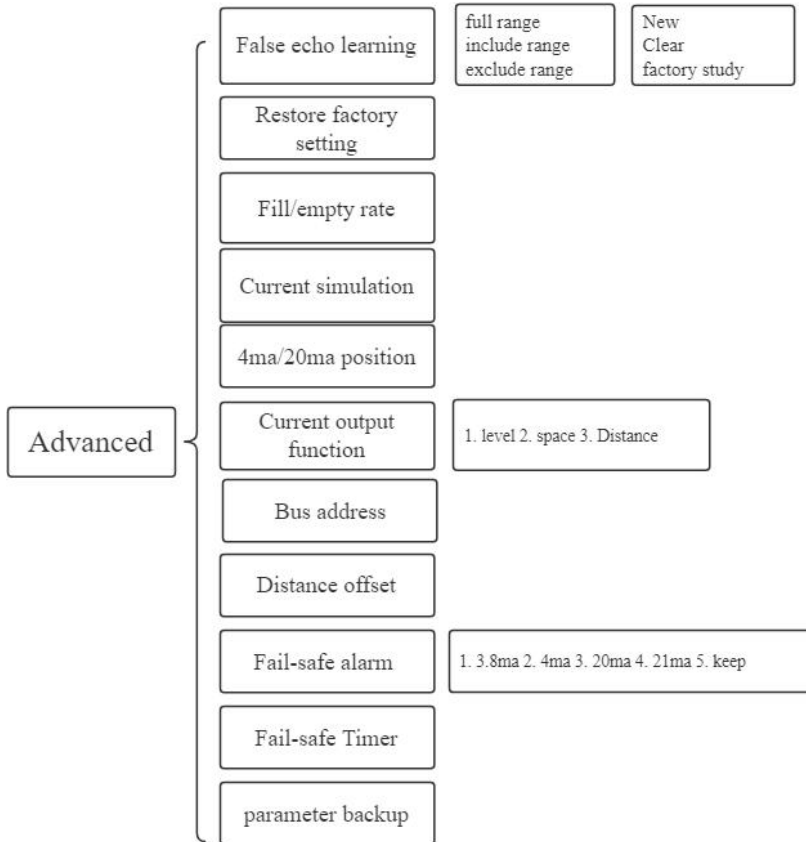 False echo learning
full range
include range
exclude range
New
Clear
factory study
Restore factory
setting
Fill/empty rate
Current simulation
4ma/20ma position
Advanced
Current output
function
1. level 2. space 3. Distance
Bus address
Distance offset
Fail-safe alarm
1. 3.8ma 2. 4ma 3. 20ma 4. 21ma 5. keep
Fail-safe Timer
parameter backup